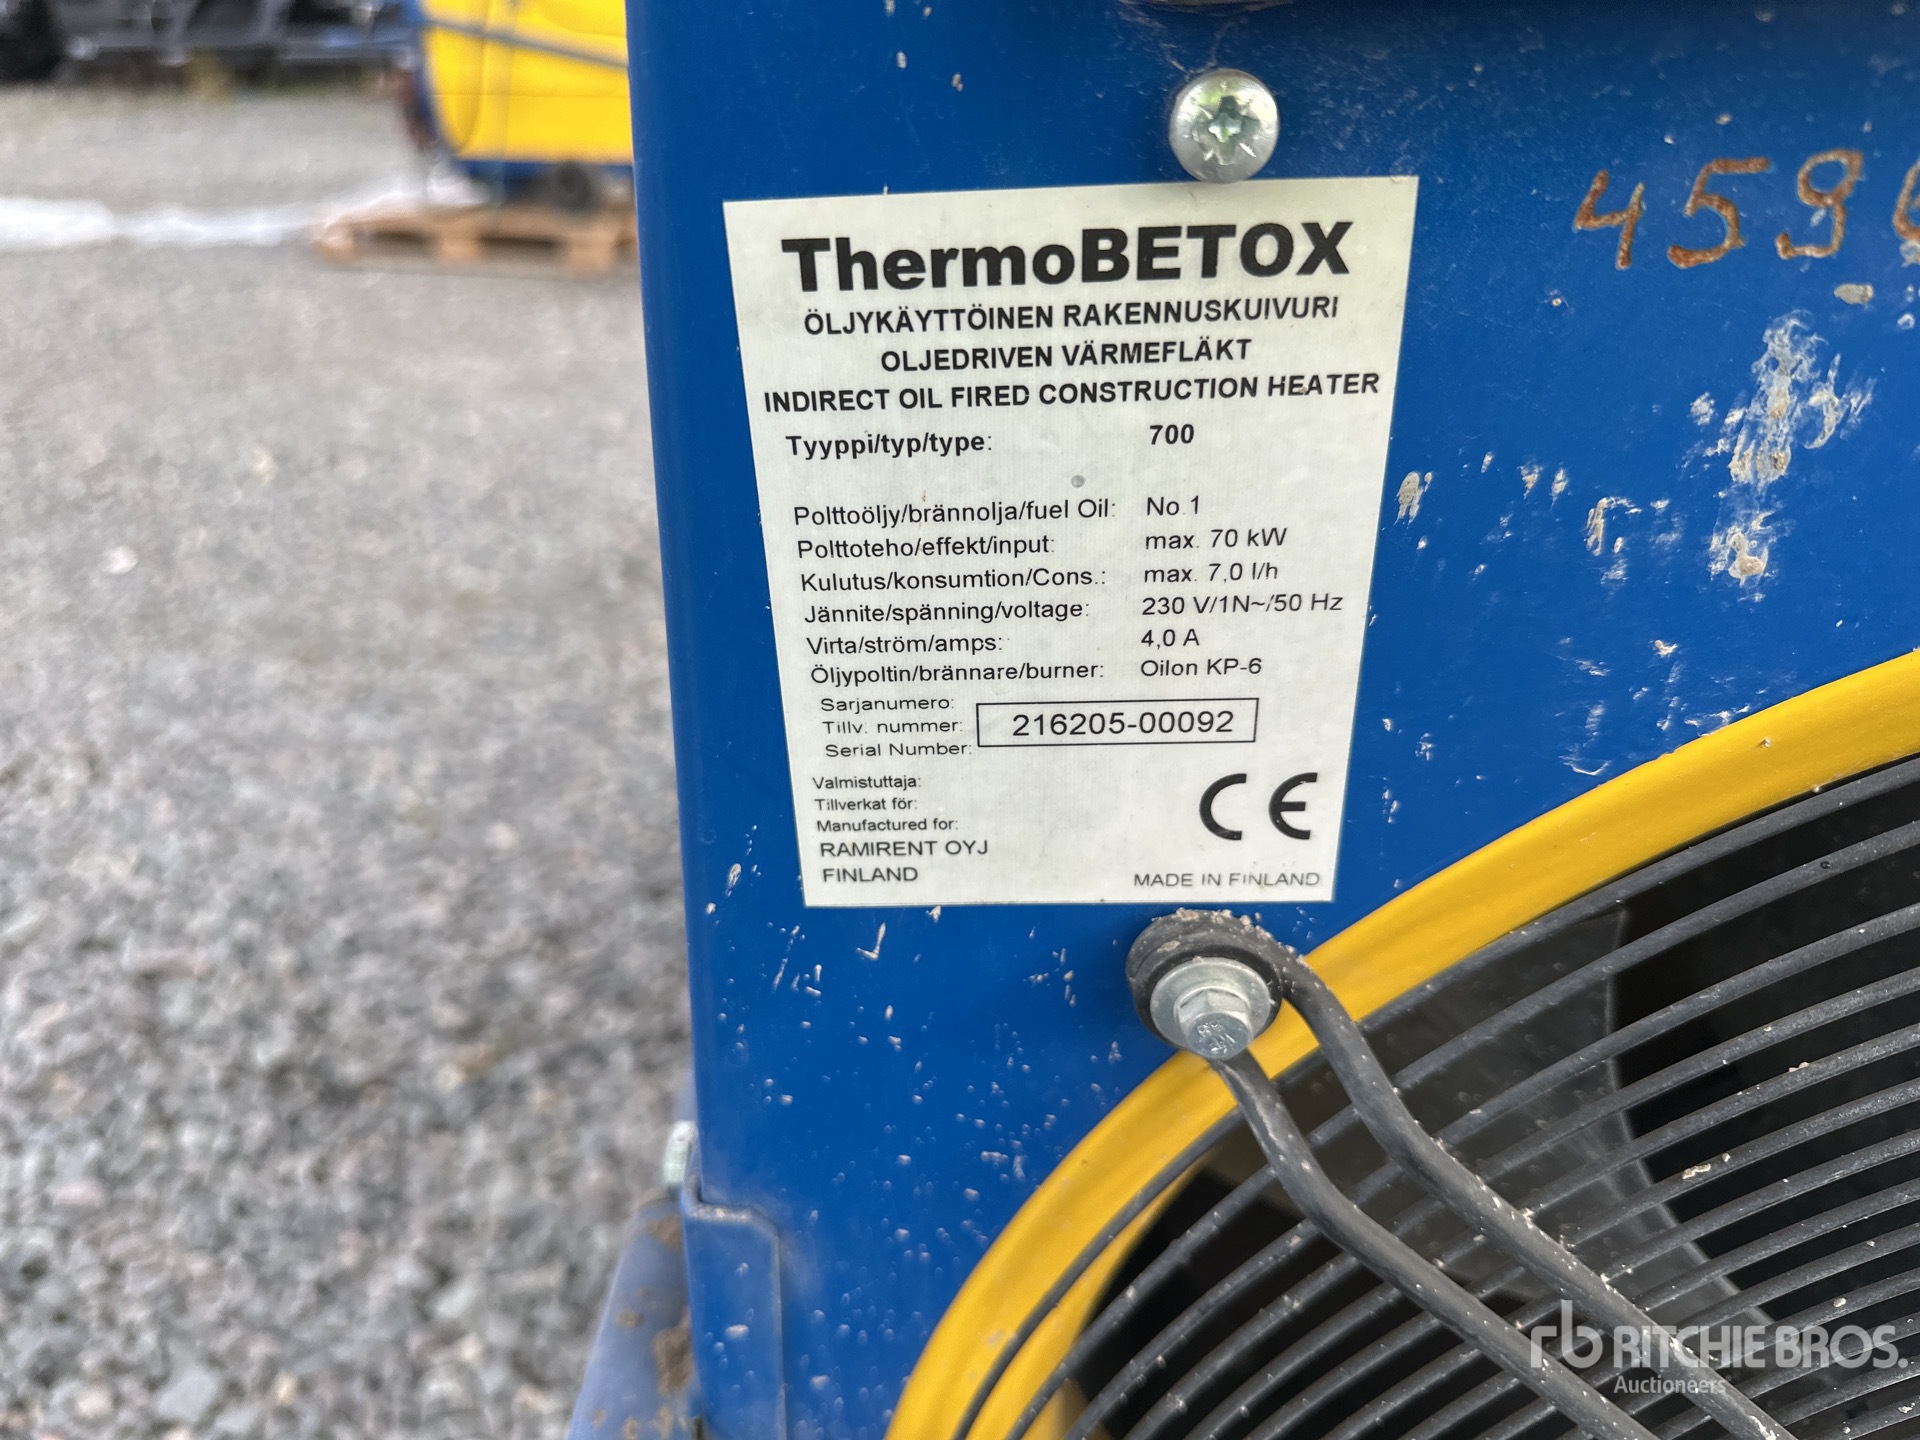 ThermoBETOX
ÖLJYKÄYTTÖINEN RAKENNUSKUIVURI
OLJEDRIVEN VÄRMEFLÄKT
INDIRECT OIL FIRED CONSTRUCTION HEATER
Tyyppi/typ/type: 700
Polttoöljy/brännolja/fuel Oil: No.1
Polttoteho/effekt/input: max. 70 kW
Kulutus/konsumtion/Cons.: max. 7,0 l/h
Jännite/spänning/voltage: 230 V/1N~/50 Hz
Virta/ström/amps: 4,0 A
Öljypoltin/brännare/burner: Oilon KP-6
Sarjanumero:
Tillv. nummer: 216205-00092
Serial Number:
Valmistuttaja:
Tillverkat för:
Manufactured for:
RAMIRENT OYJ
FINLAND
CE
MADE IN FINLAND
rb RITCHIE BROS.
Auctioneers